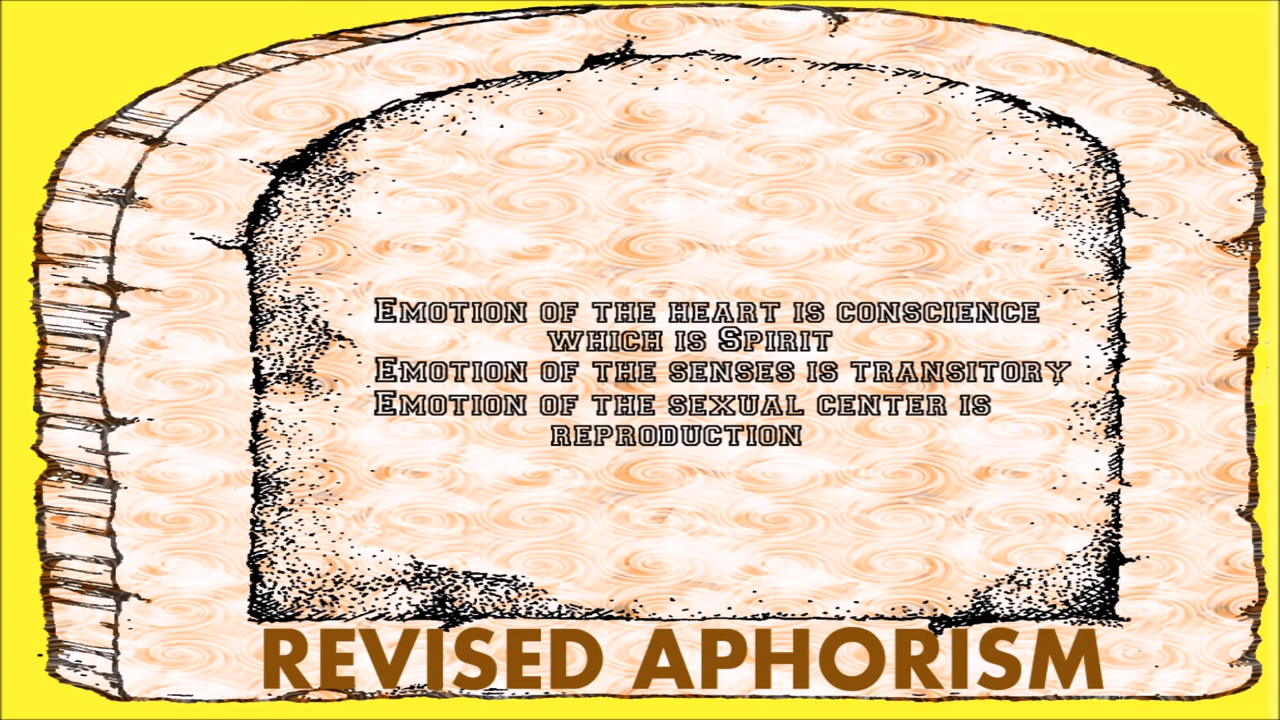 Emotion of the heart is conscience
which is Spirit
Emotion of the senses is transitory
Emotion of the sexual center is
reproduction
REVISED APHORISM